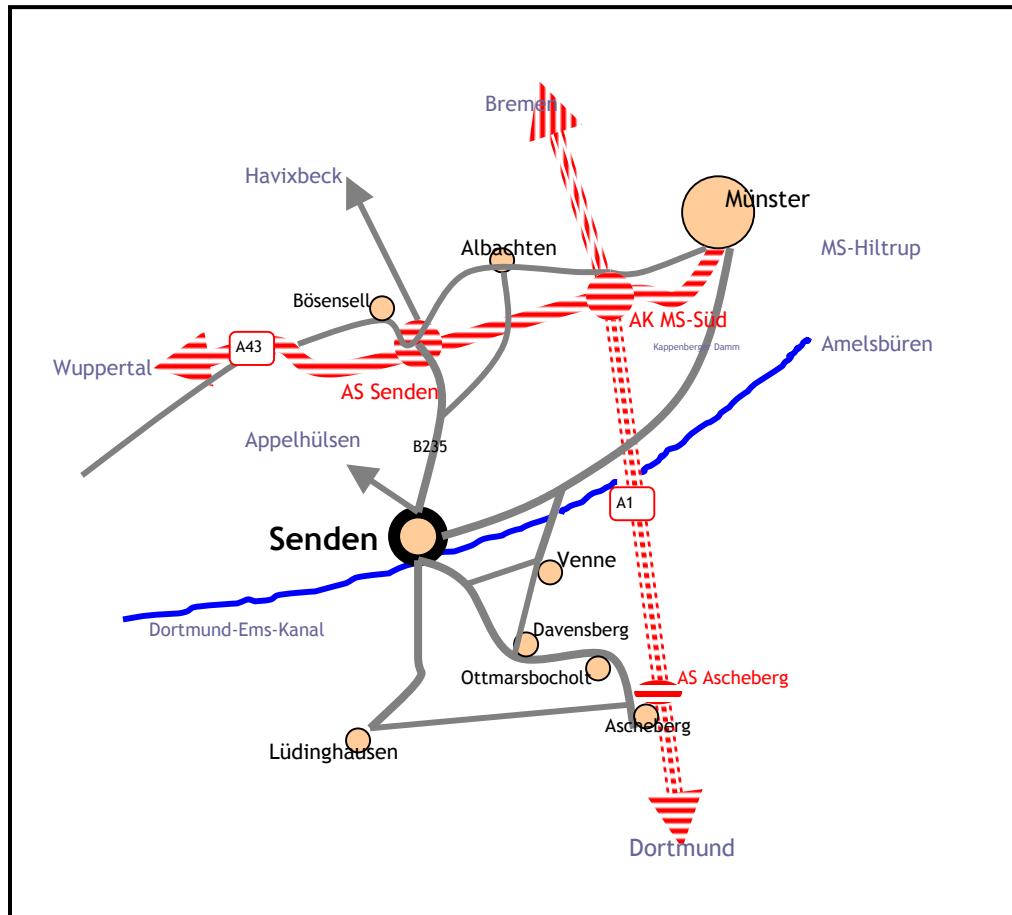 Bremen
Havixbeck
Münster
Albachten
MS-Hiltrup
Bösensell
AK MS-Süd
A43
Kappenberger Damm
Amelsbüren
Wuppertal
AS Senden
Appelhülsen
B235
A1
Senden
Venne
Dortmund-Ems-Kanal
Davensberg
Ottmarsbocholt
AS Ascheberg
Ascheberg
Lüdinghausen
Dortmund